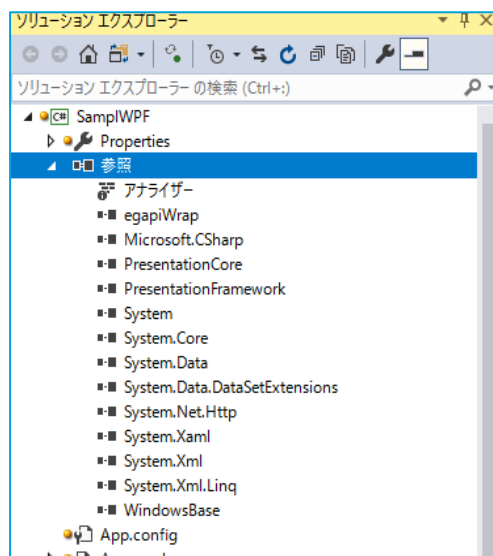 ソリューション エクスプローラー
ソリューション エクスプローラー の検索 (Ctrl+:)
C# SamplWPF
Properties
参照
アナライザー
egapiWrap
Microsoft.CSharp
PresentationCore
PresentationFramework
System
System.Core
System.Data
System.Data.DataSetExtensions
System.Net.Http
System.Xaml
System.Xml
System.Xml.Linq
WindowsBase
App.config